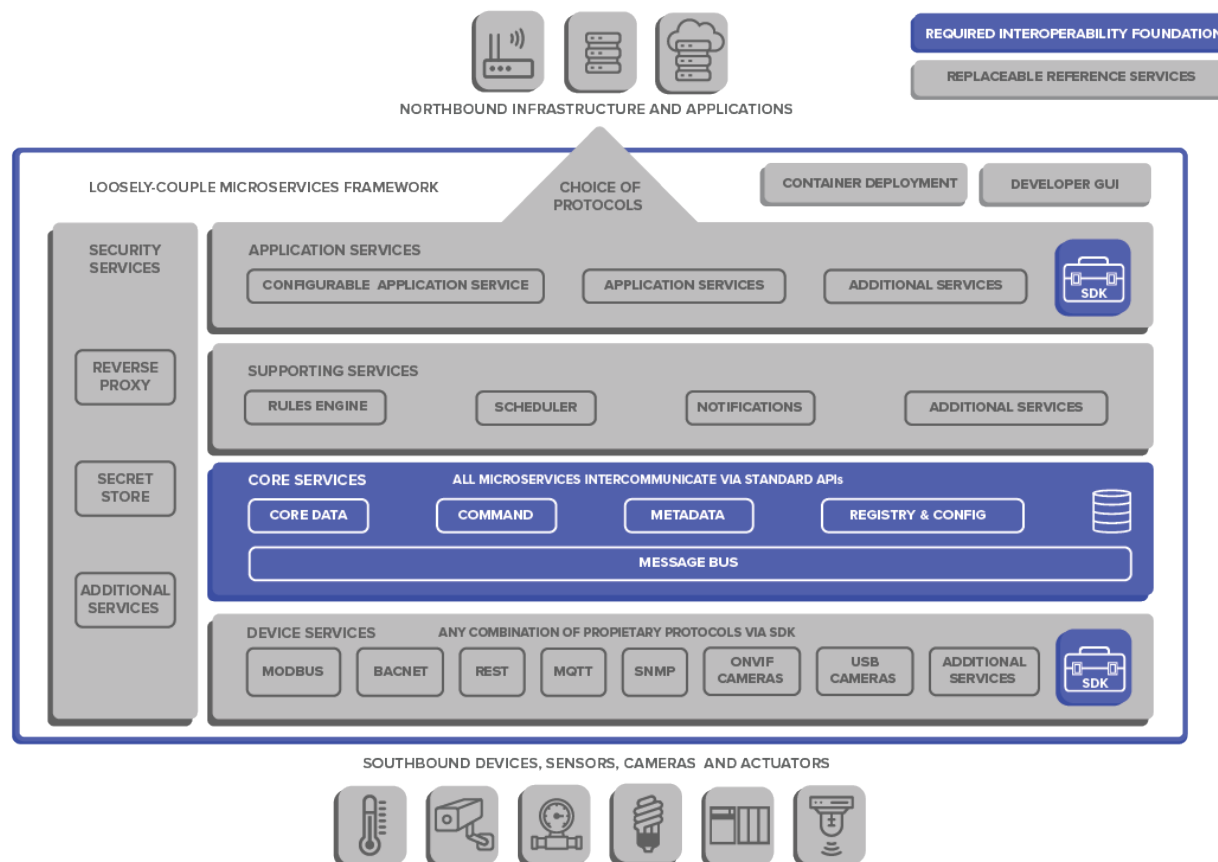 REQUIRED INTEROPERABILITY FOUNDATION
REPLACEABLE REFERENCE SERVICES
NORTHBOUND INFRASTRUCTURE AND APPLICATIONS
LOOSELY-COUPLE MICROSERVICES FRAMEWORK
CHOICE OF
PROTOCOLS
CONTAINER DEPLOYMENT
DEVELOPER GUI
SECURITY
SERVICES
REVERSE
PROXY
SECRET
STORE
ADDITIONAL
SERVICES
APPLICATION SERVICES
CONFIGURABLE APPLICATION SERVICE
APPLICATION SERVICES
ADDITIONAL SERVICES
SDK
SUPPORTING SERVICES
RULES ENGINE
SCHEDULER
NOTIFICATIONS
ADDITIONAL SERVICES
CORE SERVICES
ALL MICROSERVICES INTERCOMMUNICATE VIA STANDARD APIs
CORE DATA
COMMAND
METADATA
REGISTRY & CONFIG
MESSAGE BUS
DEVICE SERVICES
ANY COMBINATION OF PROPIETARY PROTOCOLS VIA SDK
MODBUS
BACNET
REST
MQTT
SNMP
ONVIF
CAMERAS
USB
CAMERAS
ADDITIONAL
SERVICES
SDK
SOUTHBOUND DEVICES, SENSORS, CAMERAS AND ACTUATORS